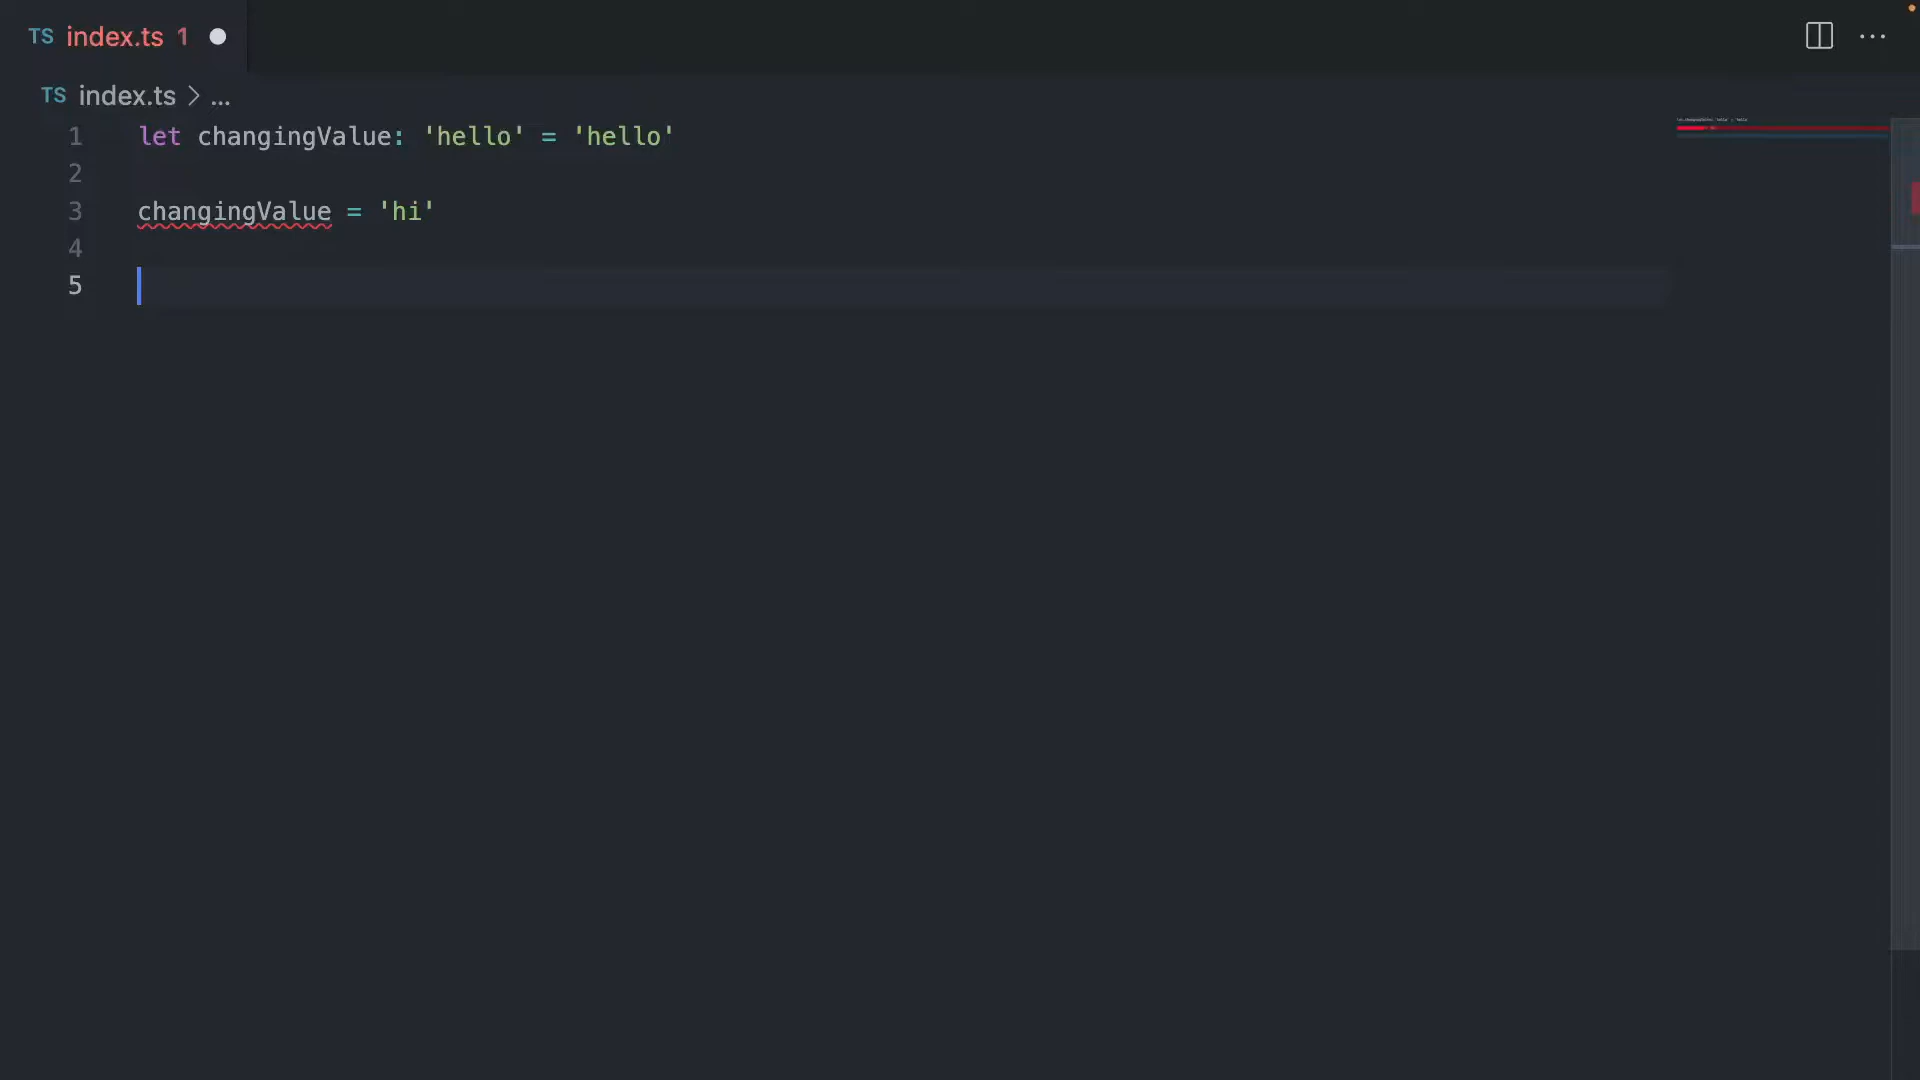 TS index.ts 1
TS index.ts > ...
1 let changingValue: 'hello' = 'hello'
2
3 changingValue = 'hi'
4
5